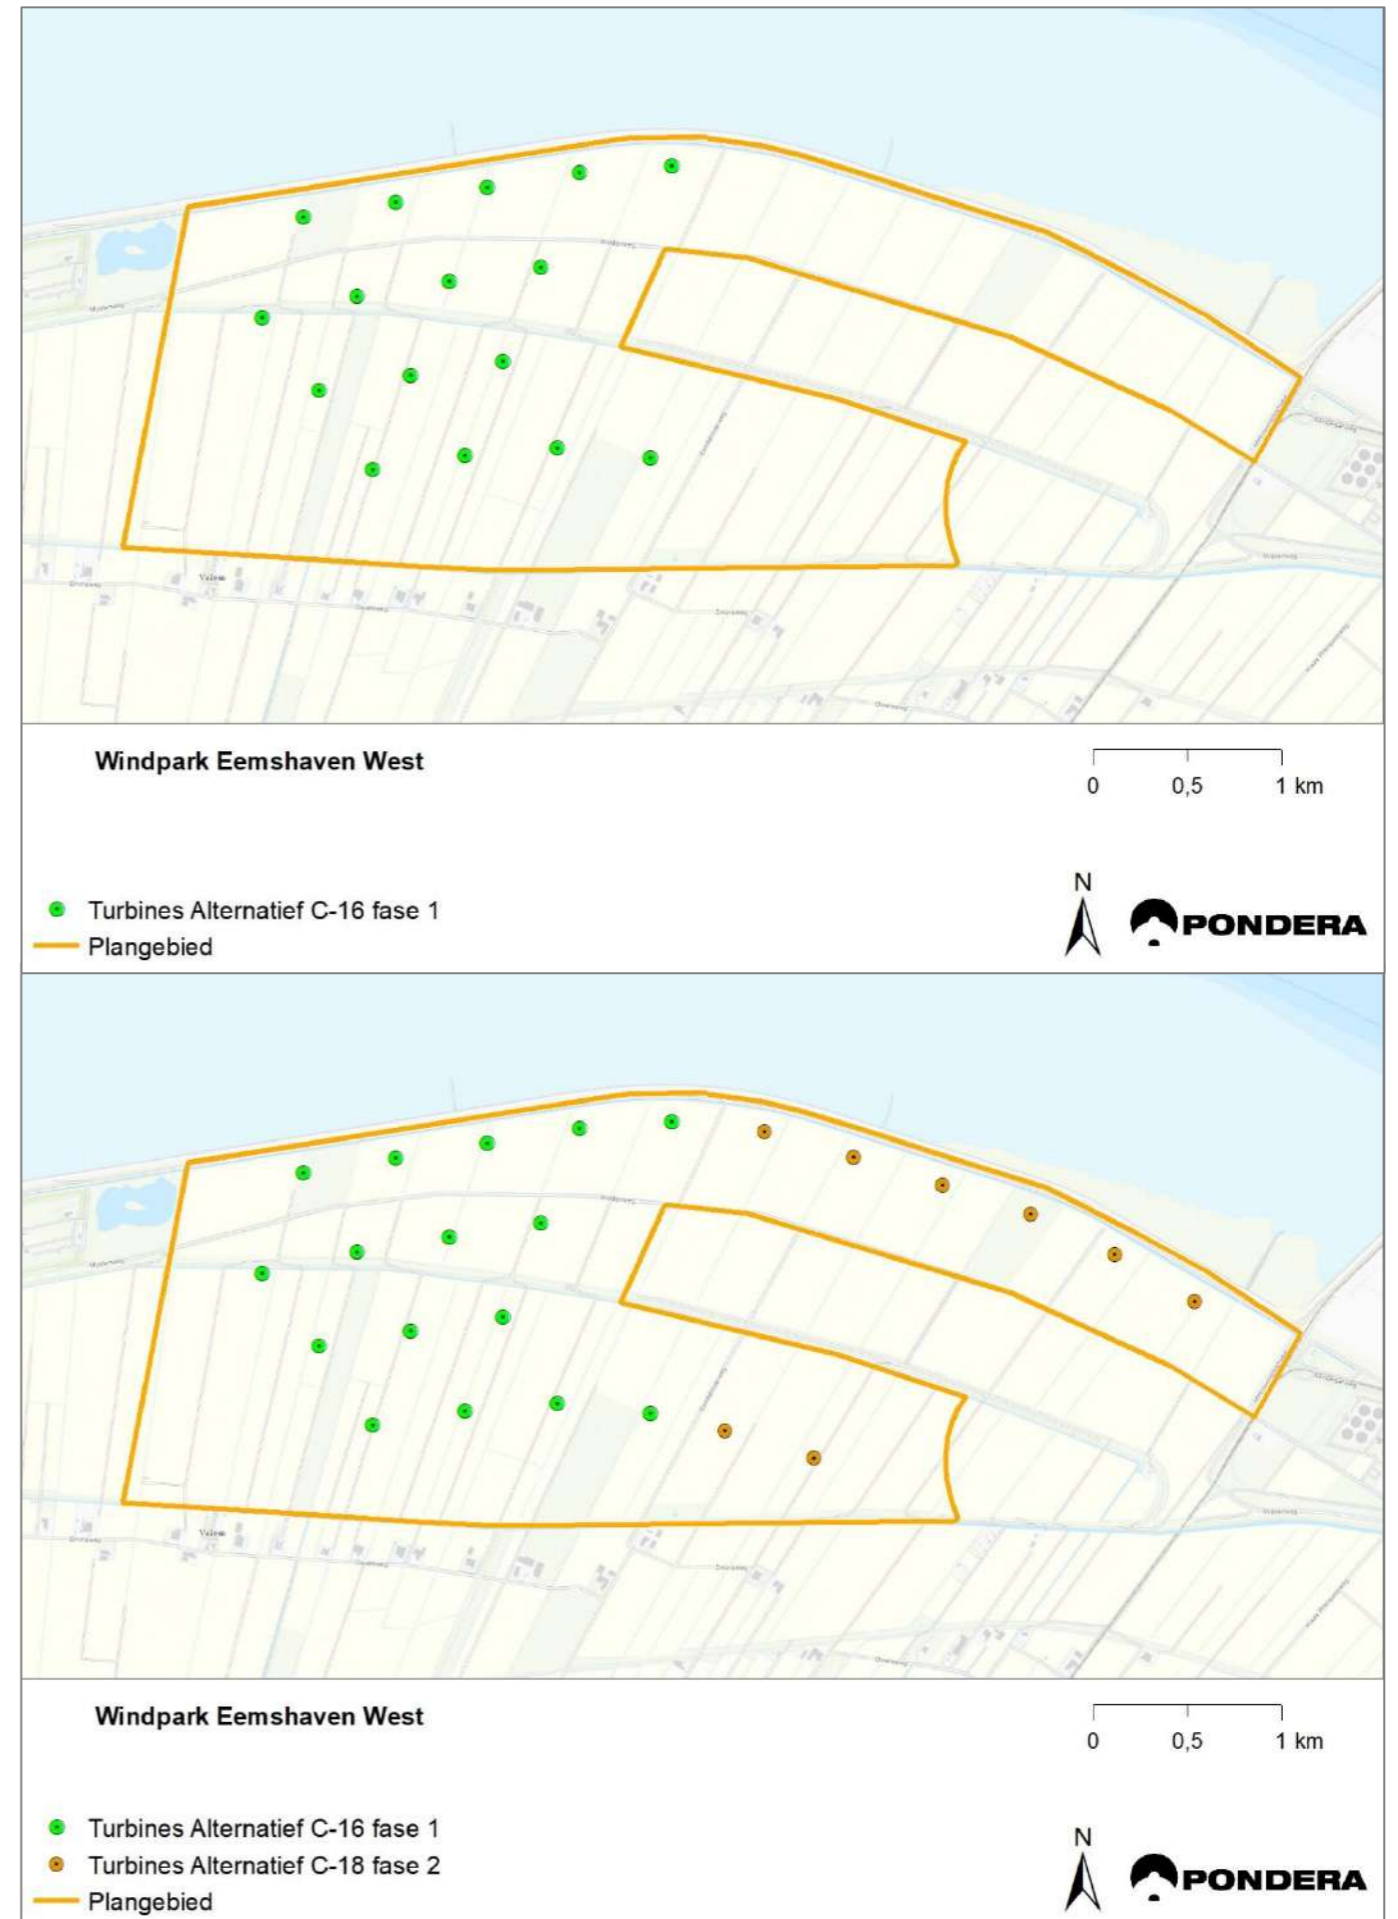 Windpark Eemshaven West
0 0,5 1 km
N
Turbines Alternatief C-16 fase 1
PONDERA
Plangebied
Windpark Eemshaven West
0 0,5 1 km
Turbines Alternatief C-16 fase 1
N
Turbines Alternatief C-18 fase 2
PONDERA
Plangebied